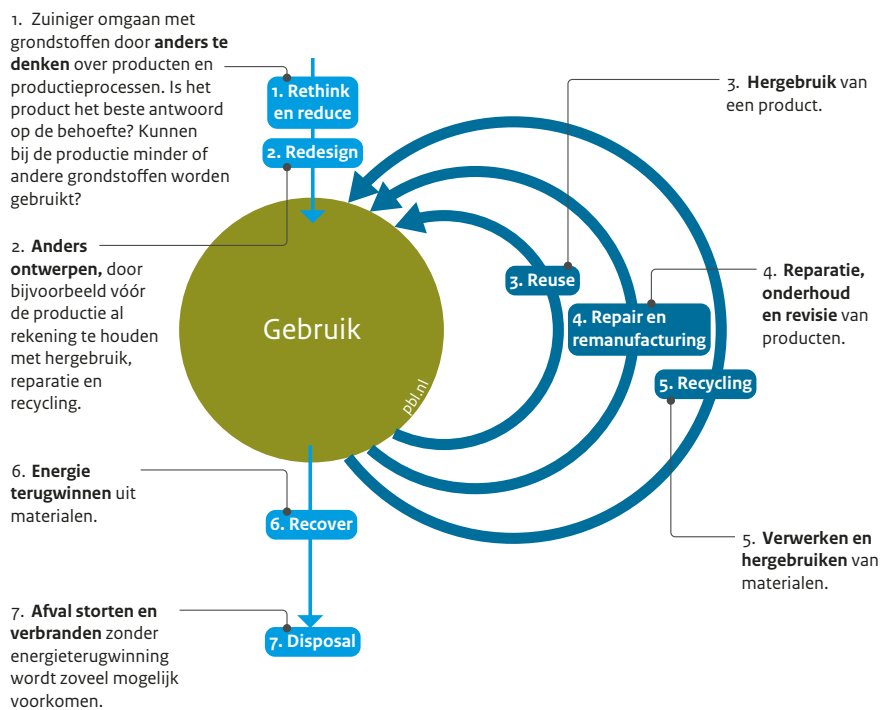 1. Zuiniger omgaan met
grondstoffen door anders te
denken over producten en
productieprocessen. Is het
product het beste antwoord
op de behoefte? Kunnen
bij de productie minder of
andere grondstoffen worden
gebruikt?
1. Rethink
en reduce
2. Redesign
3. Hergebruik van
een product.
2. Anders
ontwerpen, door
bijvoorbeeld vóór
de productie al
rekening te houden
met hergebruik,
reparatie en
recycling.
Gebruik
pbl.nl
3. Reuse
4. Repair en
remanufacturing
5. Recycling
4. Reparatie,
onderhoud
en revisie van
producten.
6. Energie
terugwinnen uit
materialen.
6. Recover
5. Verwerken en
hergebruiken van
materialen.
7. Afval storten en
verbranden zonder
energieterugwinning
wordt zoveel mogelijk
voorkomen.
7. Disposal